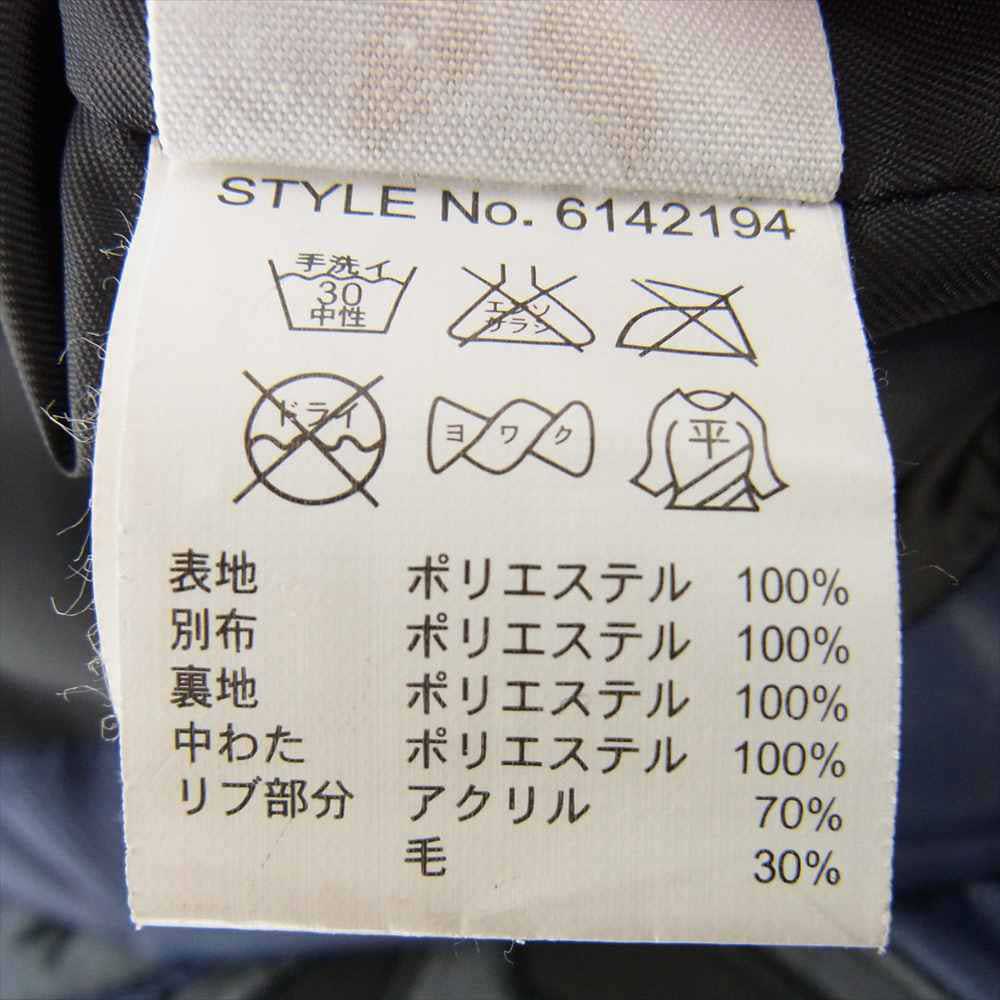 STYLE No. 6142194
手洗イ
30
中性
エンソ
サラシ
ドライ
ヨワク
平
表地 ポリエステル 100%
別布 ポリエステル 100%
裏地 ポリエステル 100%
中わた ポリエステル 100%
リブ部分 アクリル 70%
毛 30%